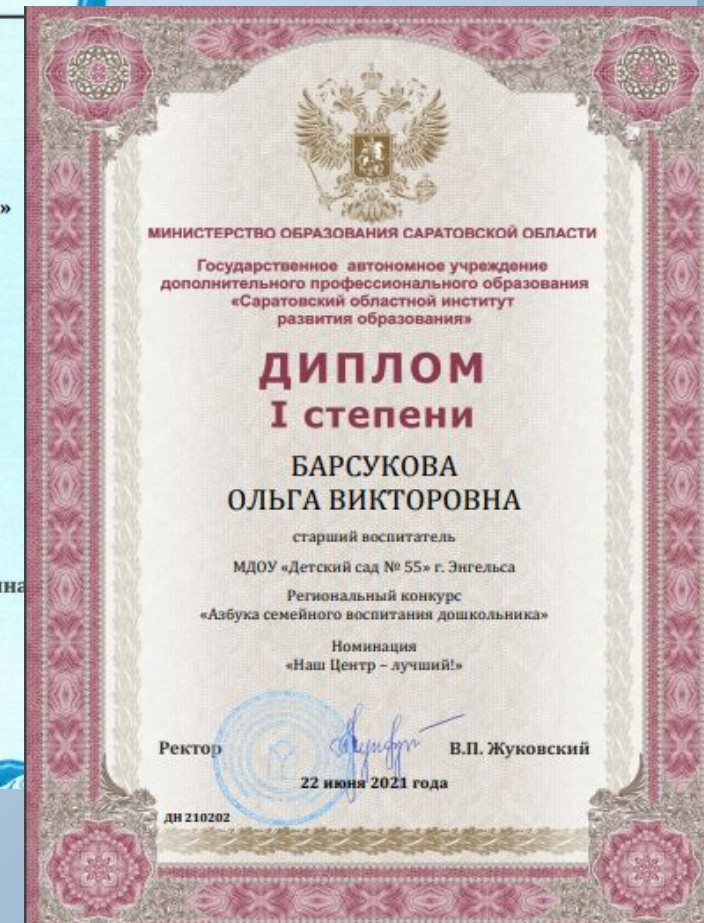 »
МИНИСТЕРСТВО ОБРАЗОВАНИЯ САРАТОВСКОЙ ОБЛАСТИ
Государственное автономное учреждение
дополнительного профессионального образования
«Саратовский областной институт
развития образования»
ДИПЛОМ
I степени
БАРСУКОВА
ОЛЬГА ВИКТОРОВНА
старший воспитатель
МДОУ «Детский сад № 55» г. Энгельса
Региональный конкурс
«Азбука семейного воспитания дошкольника»
Номинация
«Наш Центр – лучший!»
Ректор В.П. Жуковский
22 июня 2021 года
ДН 210202